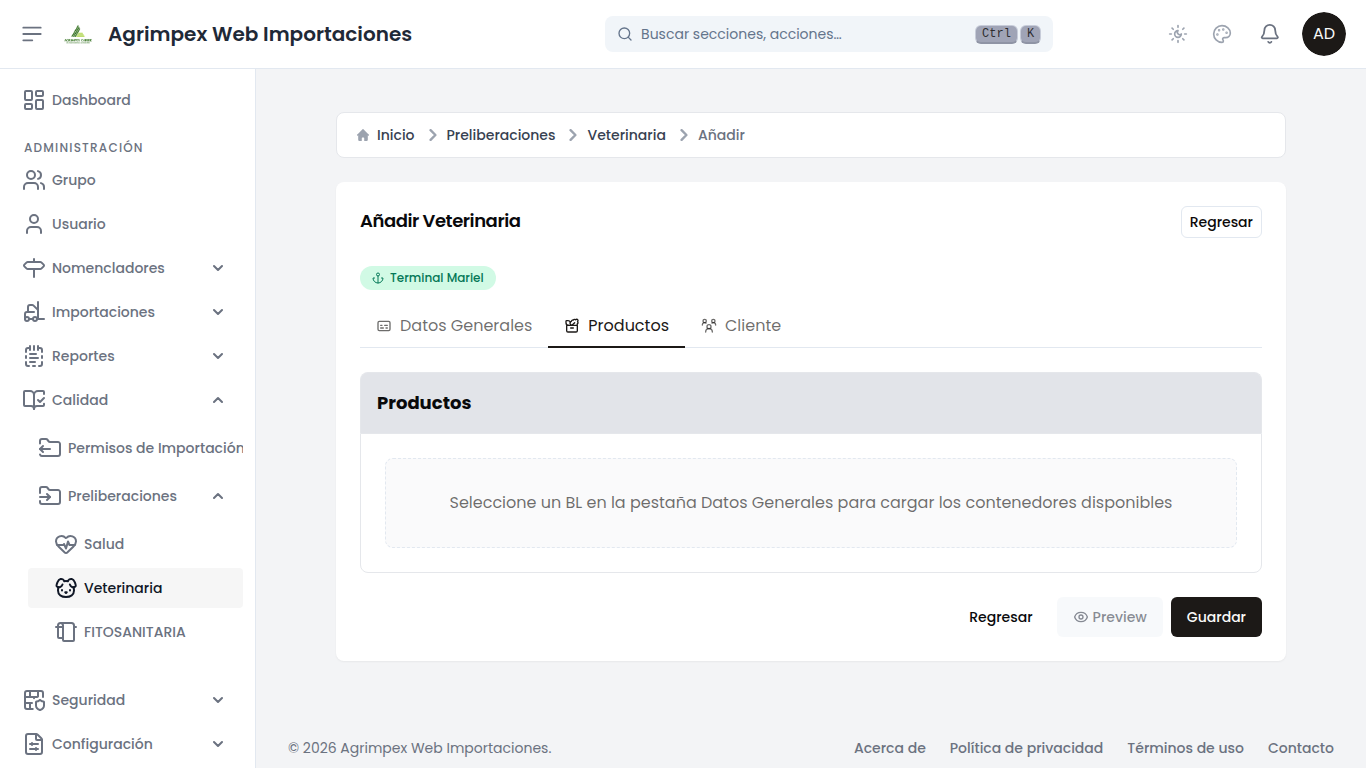 Agrimpex Web Importaciones
Buscar secciones, acciones...
Ctrl K
AD
Dashboard
ADMINISTRACIÓN
Grupo
Usuario
Nomencladores
Importaciones
Reportes
Calidad
Permisos de Importación
Preliberaciones
Salud
Veterinaria
FITOSANITARIA
Seguridad
Configuración
Inicio
Preliberaciones
Veterinaria
Añadir
Añadir Veterinaria
Regresar
Terminal Mariel
Datos Generales
Productos
Cliente
Productos
Seleccione un BL en la pestaña Datos Generales para cargar los contenedores disponibles
Regresar
Preview
Guardar
© 2026 Agrimpex Web Importaciones.
Acerca de
Política de privacidad
Términos de uso
Contacto